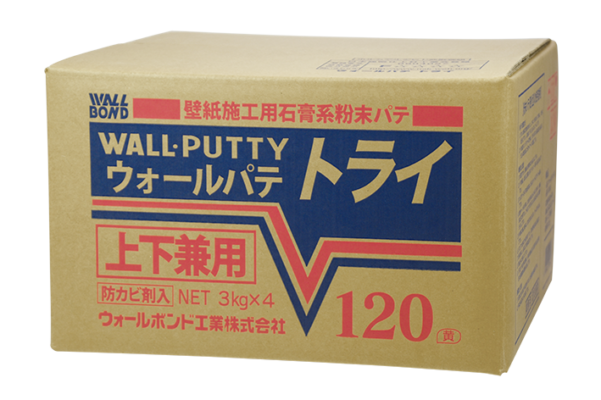 WALL
BOND
壁紙施工用石膏系粉末パテ
WALL·PUTTY
ウォールパテ トライ
上下兼用
防カビ剤入 NET 3kg×4
ウォールボンド工業株式会社
120
黄